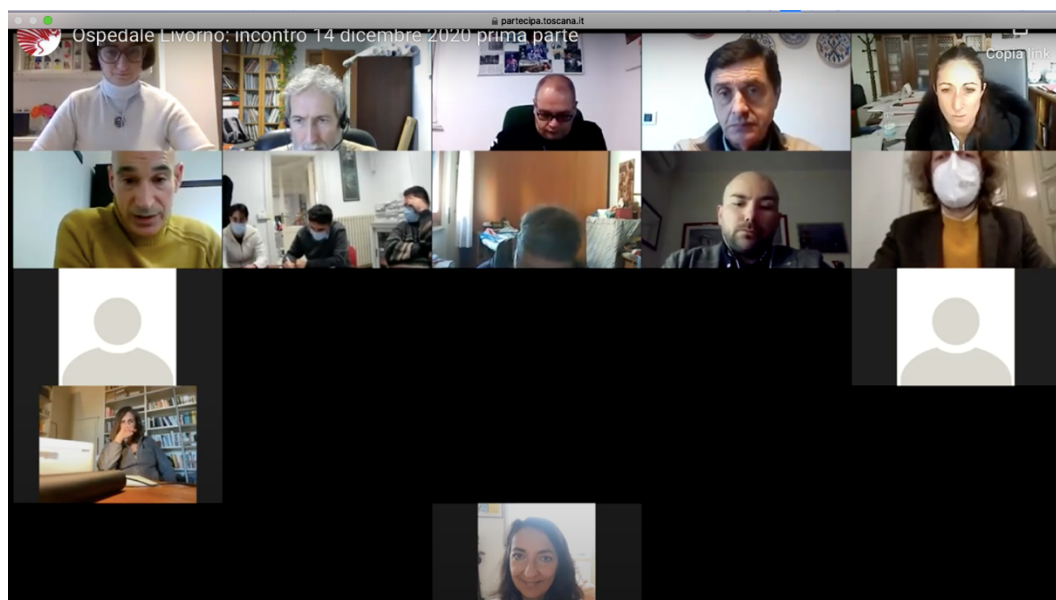 partecipa.toscana.it
Ospedale Livorno: incontro 14 dicembre 2020 prima parte
Copia link